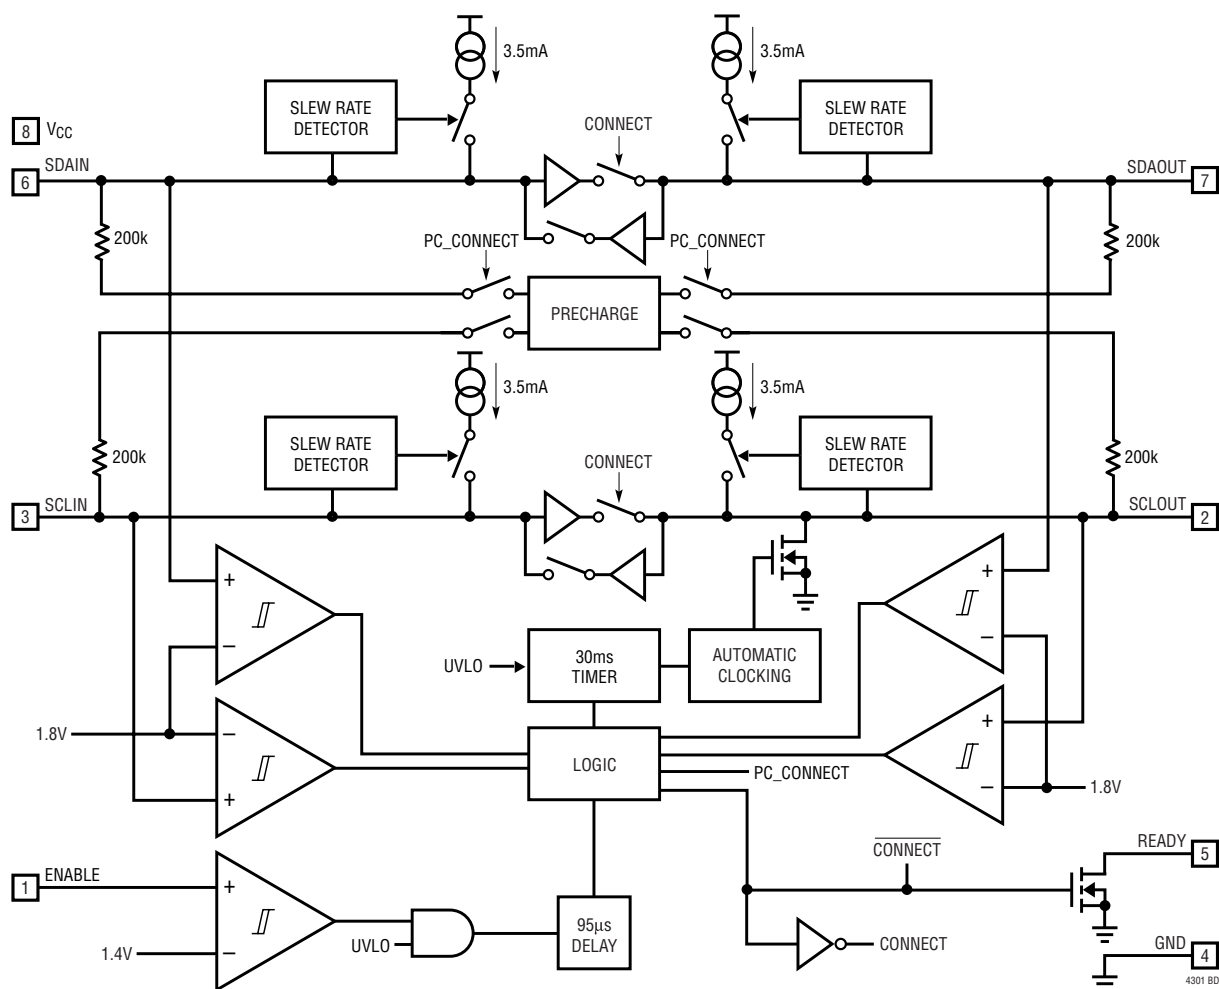 3.5mA
3.5mA
SLEW RATE
DETECTOR
CONNECT
SLEW RATE
DETECTOR
8 VCC
SDAIN
6
SDAOUT
7
200k
PC_CONNECT
PC_CONNECT
200k
PRECHARGE
3.5mA
3.5mA
SLEW RATE
DETECTOR
CONNECT
SLEW RATE
DETECTOR
200k
200k
SCLIN
3
SCLOUT
2
+
–
+
–
UVLO
30ms
TIMER
AUTOMATIC
CLOCKING
1.8V
–
+
LOGIC
PC_CONNECT
+
–
1.8V
ENABLE
1
+
–
1.4V
UVLO
95µs
DELAY
CONNECT
CONNECT
READY
5
GND
4
4301 BD